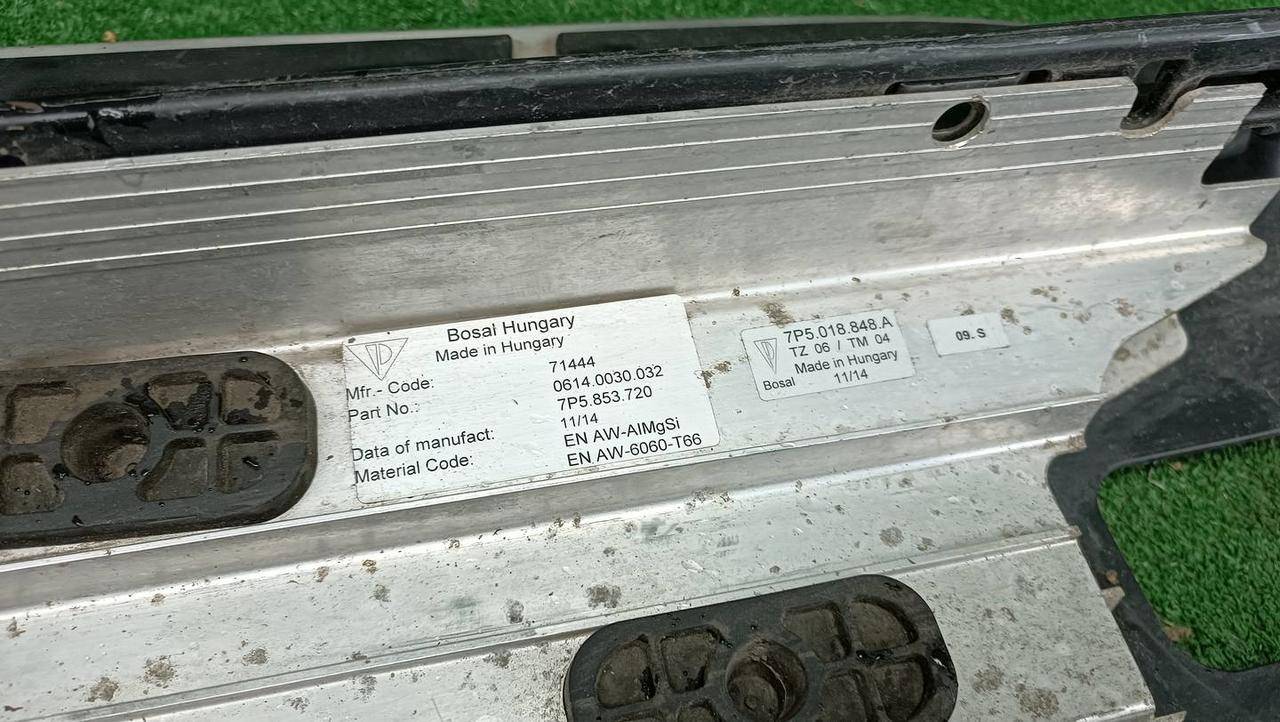 Bosal Hungary
Made in Hungary
Mfr.- Code: 71444
Part No.: 0614.0030.032
7P5.853.720
Data of manufact: 11/14
Material Code: EN AW-AlMgSi
EN AW-6060-T66
7P5.018.848.A
TZ 06 / TM 04
Made in Hungary
Bosal 11/14
09. S